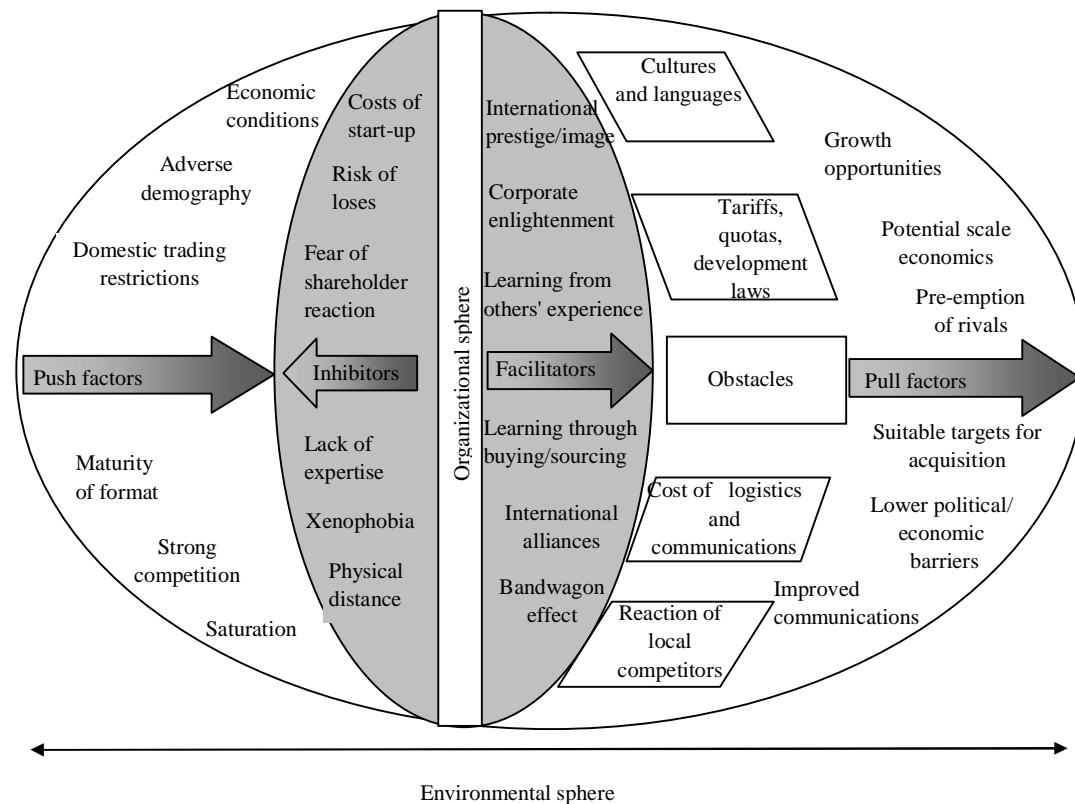 Economic
conditions
Adverse
demography
Domestic trading
restrictions
Push factors
Maturity
of format
Strong
competition
Saturation
Costs of
start-up
Risk of
loses
Fear of
shareholder
reaction
Inhibitors
Lack of
expertise
Xenophobia
Physical
distance
Organizational sphere
International
prestige/image
Corporate
enlightenment
Learning from
others' experience
Facilitators
Learning through
buying/sourcing
International
alliances
Bandwagon
effect
Cultures
and languages
Tariffs,
quotas,
development
laws
Obstacles
Cost of logistics
and
communications
Reaction of
local
competitors
Growth
opportunities
Potential scale
economics
Pre-emption
of rivals
Pull factors
Suitable targets for
acquisition
Lower political/
economic
barriers
Improved
communications
Environmental sphere